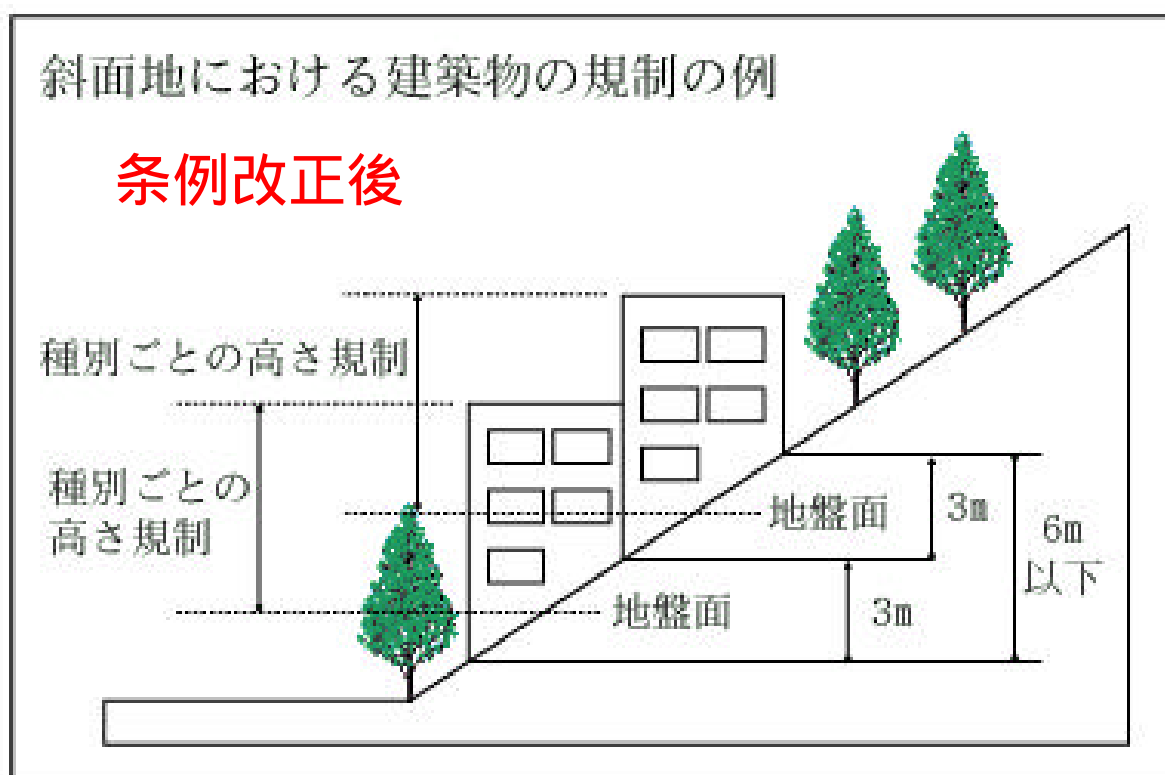 斜面地における建築物の規制の例
条例改正後
種別ごとの高さ規制
種別ごとの
高さ規制
地盤面
3m
6m
以下
地盤面
3m